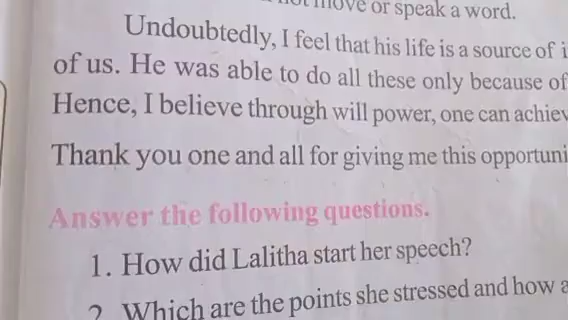 move or speak a word.
Undoubtedly, I feel that his life is a source of
of us. He was able to do all these only because of
Hence, I believe through will power, one can achiev
Thank you one and all for giving me this opportuni
Answer the following questions.
1. How did Lalitha start her speech?
2. Which are the points she stressed and how a